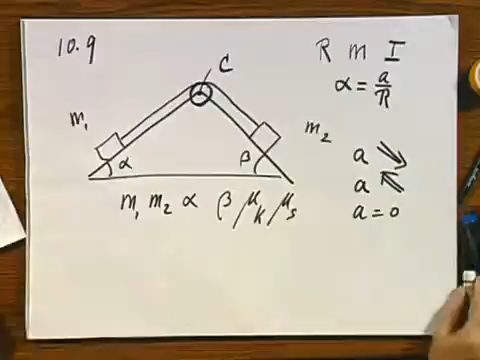 10.9
R m I
C
α = a/R
m₁
m₂
α
β
a ⇘
a ⇖
a = 0
m₁ m₂ α β μₖ μₛ